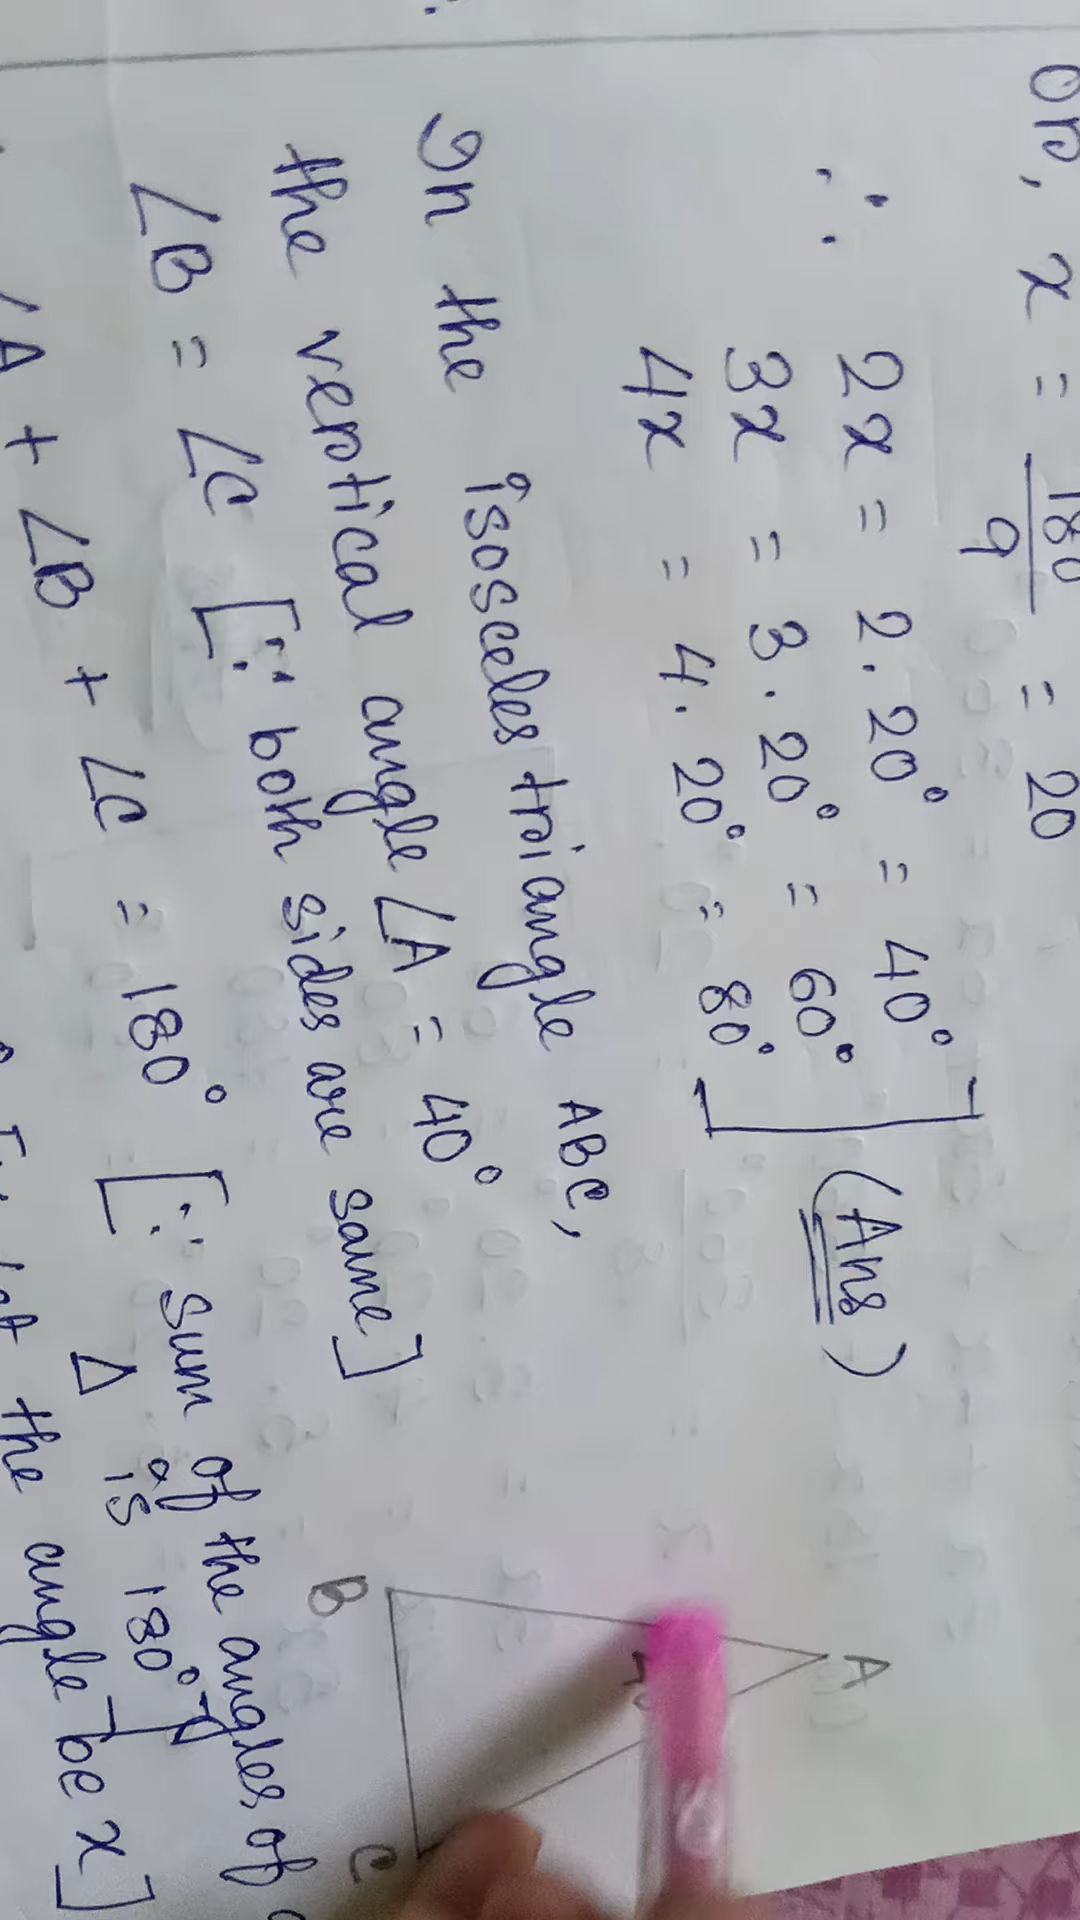 or, x = 180/9 = 20
∴ 2x = 2.20° = 40°
3x = 3.20° = 60°
4x = 4.20° = 80°
(Ans)
In the isosceles triangle ABC,
the vertical angle ∠A = 40°
∠B = ∠C [∵ both sides are same]
∠A + ∠B + ∠C = 180° [∵ sum of the angles of
Δ is 180°]
let the angle be x]
A
B
C